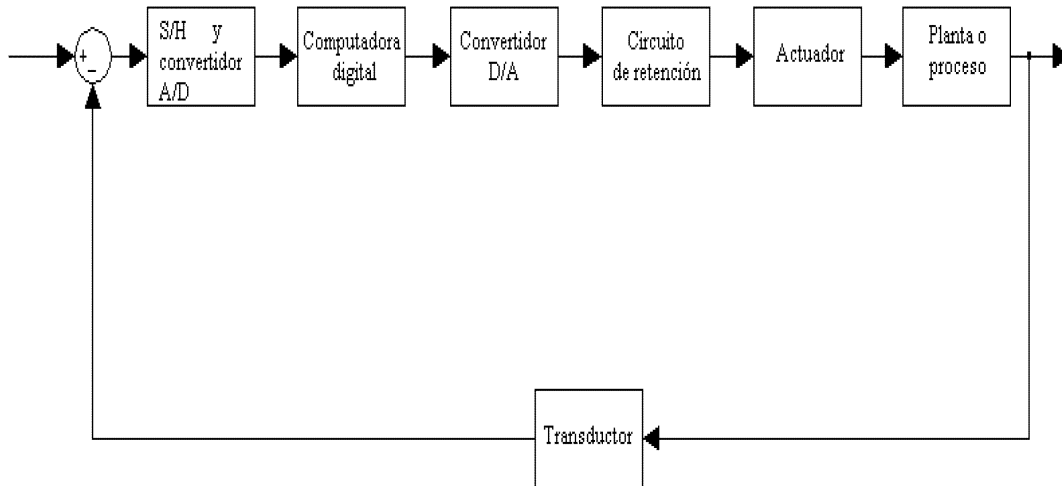 +
−
S/H y
convertidor
A/D
Computadora
digital
Convertidor
D/A
Circuito
de retención
Actuador
Planta o
proceso
Transductor